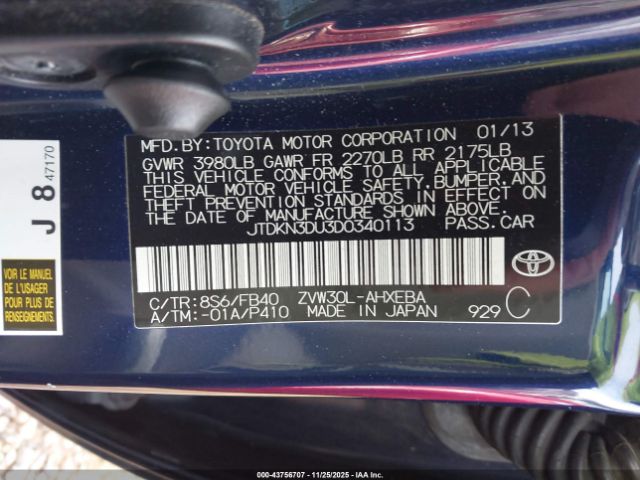 MFD.BY:TOYOTA MOTOR CORPORATION 01/13
GVWR 3980LB GAWR FR 2270LB RR 2175LB
THIS VEHICLE CONFORMS TO ALL APPLICABLE
FEDERAL MOTOR VEHICLE SAFETY, BUMPER, AND
THEFT PREVENTION STANDARDS IN EFFECT ON
THE DATE OF MANUFACTURE SHOWN ABOVE.
JTDKN3DU3D0340113 PASS.CAR
TOYOTA
C/TR:8S6/FB40 ZVW30L-AHXEBA
A/TM:-01A/P410 MADE IN JAPAN 929 C
J 8 47170
VOIR LE MANUEL
DE L'USAGER
POUR PLUS DE
RENSEIGNEMENTS.
000-43756707 - 11/25/2025 - IAAI.COM